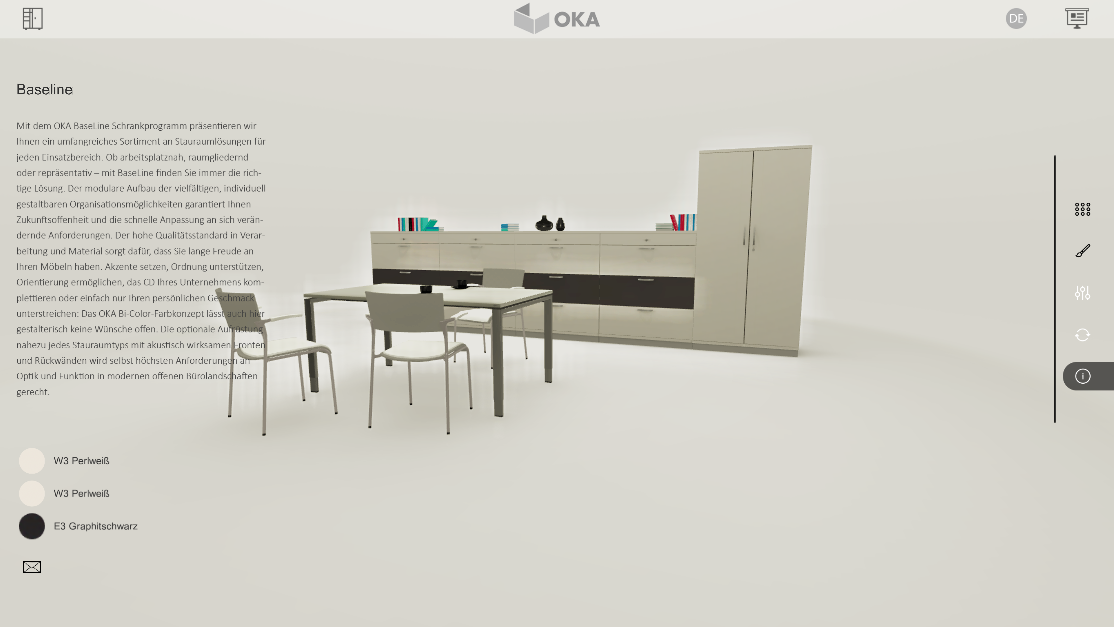 OKA
DE
Baseline
Mit dem OKA BaseLine Schrankprogramm präsentieren wir
Ihnen ein umfangreiches Sortiment an Stauraumlösungen für
jeden Einsatzbereich. Ob arbeitsplatznah, raumgliedernd
oder repräsentativ – mit BaseLine finden Sie immer die rich-
tige Lösung. Der modulare Aufbau der vielfältigen, individuell
gestaltbaren Organisationsmöglichkeiten garantiert Ihnen
Zukunftsoffenheit und die schnelle Anpassung an sich verän-
dernde Anforderungen. Der hohe Qualitätsstandard in Verar-
beitung und Material sorgt dafür, dass Sie lange Freude an
Ihren Möbeln haben. Akzente setzen, Ordnung unterstützen,
Orientierung ermöglichen, das CD Ihres Unternehmens kom-
plettieren oder einfach nur Ihren persönlichen Geschmack
unterstreichen: Das OKA Bi-Color-Farbkonzept lässt auch hier
gestalterisch keine Wünsche offen. Die optionale Aufrüstung
nahezu jedes Stauraumtyps mit akustisch wirksamen Fronten
und Rückwänden wird selbst höchsten Anforderungen an
Optik und Funktion in modernen offenen Bürolandschaften
gerecht.
W3 Perlweiß
W3 Perlweiß
E3 Graphitschwarz